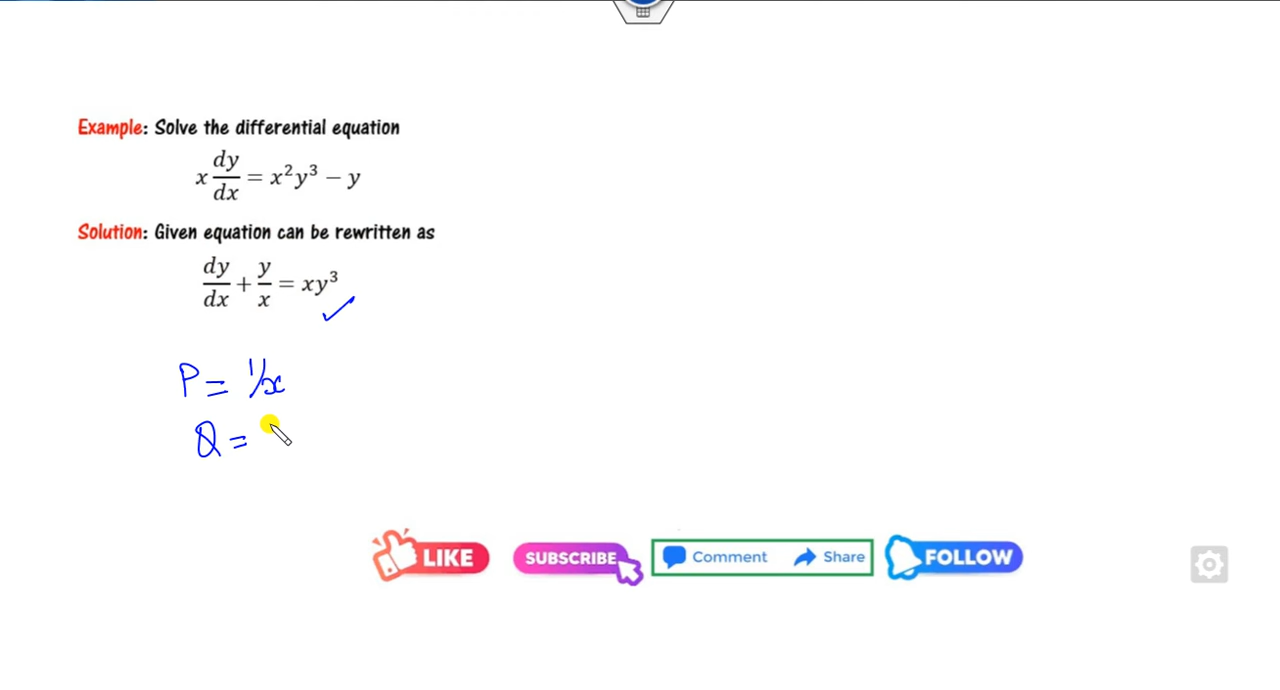 Example: Solve the differential equation
x dy/dx = x²y³ − y
Solution: Given equation can be rewritten as
dy/dx + y/x = xy³
P = 1/x
Q =
LIKE SUBSCRIBE Comment Share FOLLOW